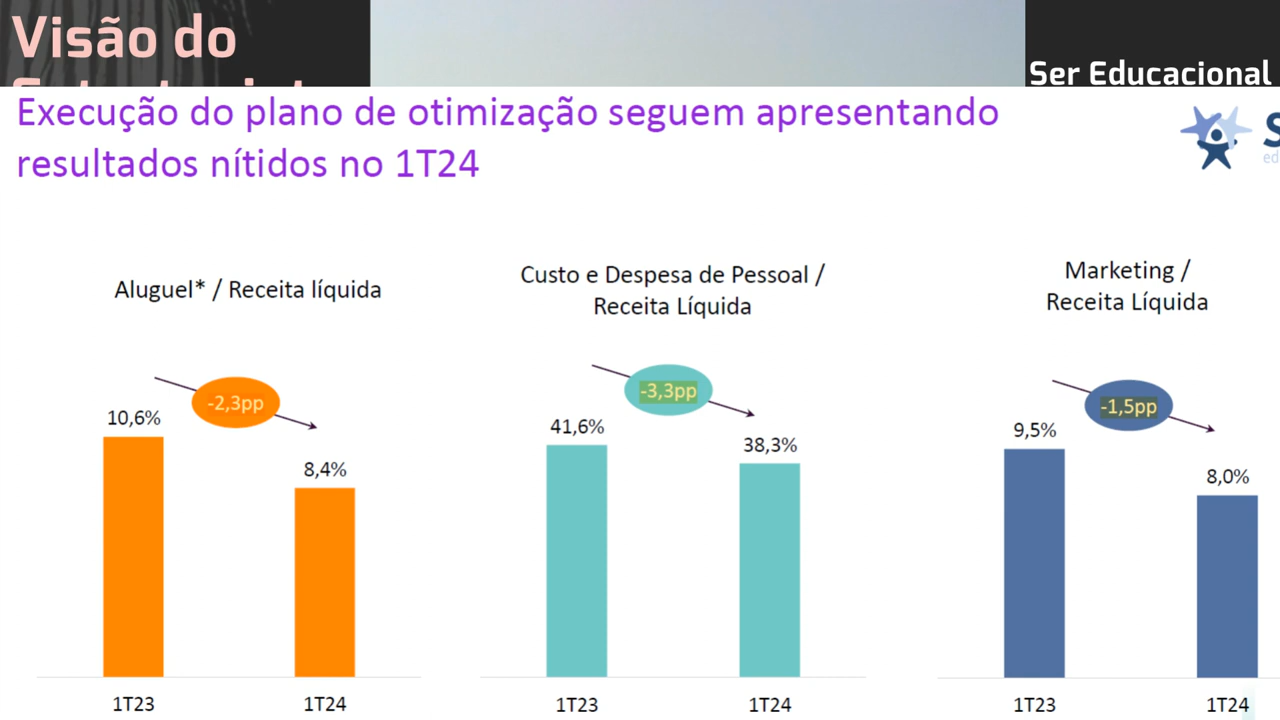 Visão do
Ser Educacional
Execução do plano de otimização seguem apresentando
resultados nítidos no 1T24
Aluguel* / Receita líquida
Custo e Despesa de Pessoal /
Receita Líquida
Marketing /
Receita Líquida
-2,3pp
10,6%
8,4%
-3,3pp
41,6%
38,3%
-1,5pp
9,5%
8,0%
1T23
1T24
1T23
1T24
1T23
1T24